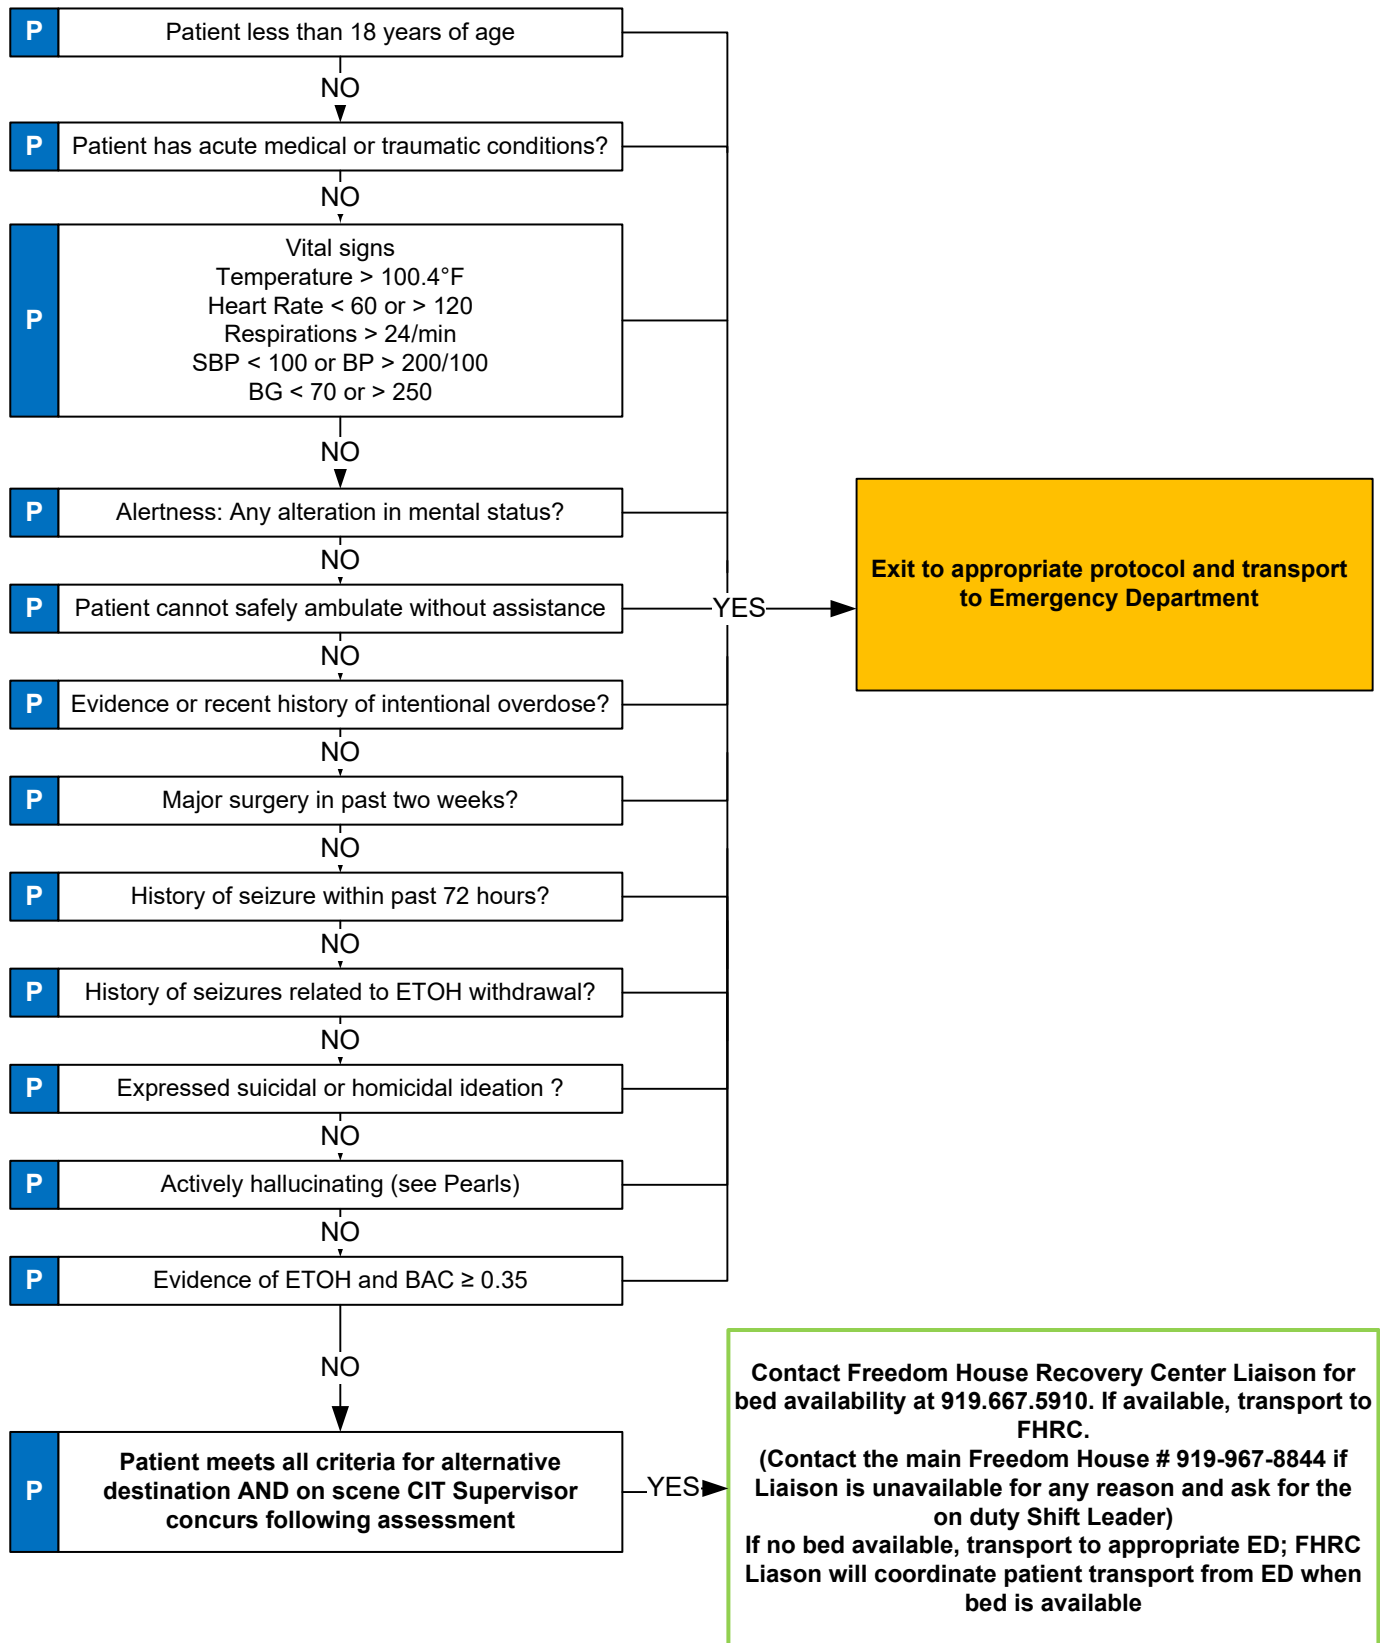 P
Patient less than 18 years of age
NO
P
Patient has acute medical or traumatic conditions?
NO
P
Vital signs
Temperature > 100.4°F
Heart Rate < 60 or > 120
Respirations > 24/min
SBP < 100 or BP > 200/100
BG < 70 or > 250
NO
P
Alertness: Any alteration in mental status?
NO
P
Patient cannot safely ambulate without assistance
NO
P
Evidence or recent history of intentional overdose?
NO
P
Major surgery in past two weeks?
NO
P
History of seizure within past 72 hours?
NO
P
History of seizures related to ETOH withdrawal?
NO
P
Expressed suicidal or homicidal ideation ?
NO
P
Actively hallucinating (see Pearls)
NO
P
Evidence of ETOH and BAC ≥ 0.35
YES
Exit to appropriate protocol and transport
to Emergency Department
NO
P
Patient meets all criteria for alternative
destination AND on scene CIT Supervisor
concurs following assessment
YES
Contact Freedom House Recovery Center Liaison for
bed availability at 919.667.5910. If available, transport to
FHRC.
(Contact the main Freedom House # 919-967-8844 if
Liaison is unavailable for any reason and ask for the
on duty Shift Leader)
If no bed available, transport to appropriate ED; FHRC
Liason will coordinate patient transport from ED when
bed is available